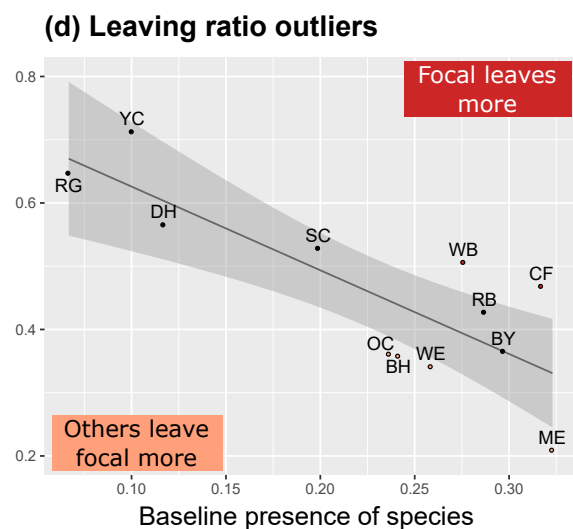 (d) Leaving ratio outliers
0.8
Focal leaves
more
YC
RG
0.6
DH
SC
WB
CF
RB
0.4
OC
BH
WE
BY
Others leave
focal more
ME
0.2
0.10
0.15
0.20
0.25
0.30
Baseline presence of species